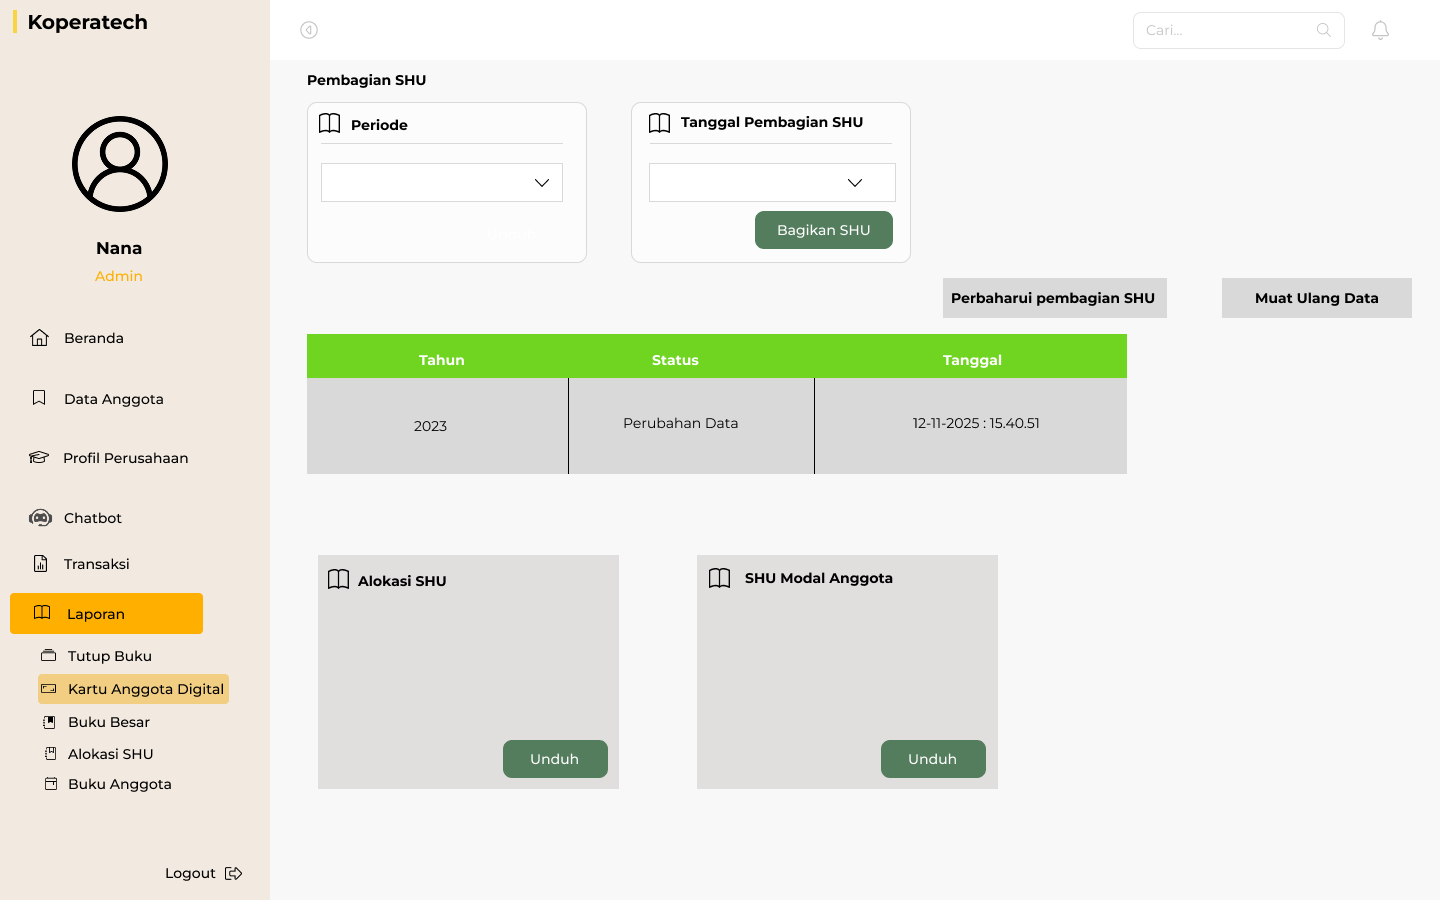 Koperatech
Cari...
Nana
Admin
Beranda
Data Anggota
Profil Perusahaan
Chatbot
Transaksi
Laporan
Tutup Buku
Kartu Anggota Digital
Buku Besar
Alokasi SHU
Buku Anggota
Logout
Pembagian SHU
Periode
Tanggal Pembagian SHU
Bagikan SHU
Perbaharui pembagian SHU
Muat Ulang Data
Tahun Status Tanggal
2023 Perubahan Data 12-11-2025 : 15.40.51
Alokasi SHU
Unduh
SHU Modal Anggota
Unduh